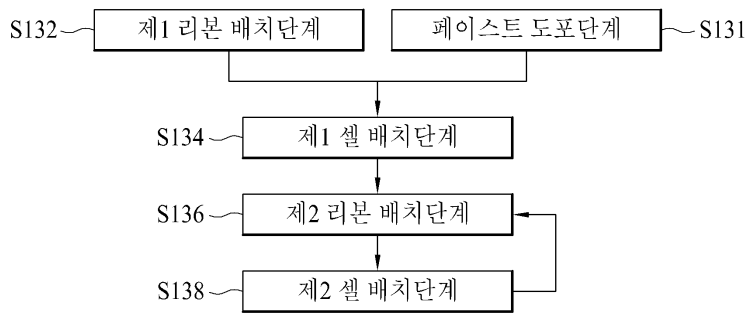 S132 제1 리본 배치단계 페이스트 도포단계 S131
S134 제1 셀 배치단계
S136 제2 리본 배치단계
S138 제2 셀 배치단계